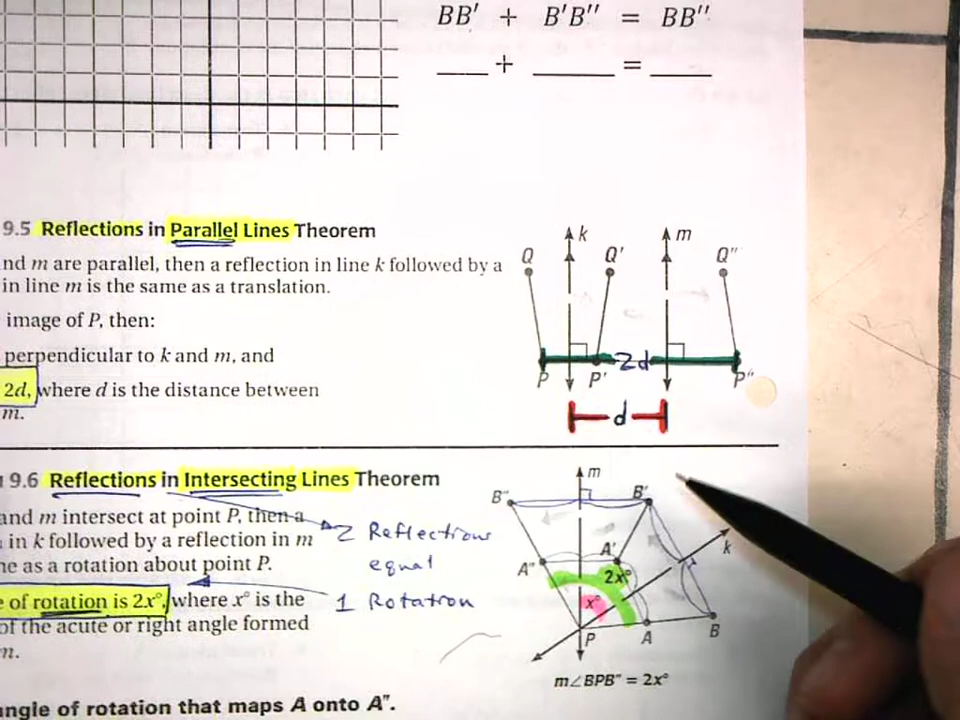 BB' + B'B'' = BB''
___ + ___ = ___
9.5 Reflections in Parallel Lines Theorem
nd m are parallel, then a reflection in line k followed by a
in line m is the same as a translation.
image of P, then:
perpendicular to k and m, and
2d, where d is the distance between
m.
k m
Q Q' Q''
2d
P P' P''
d
9.6 Reflections in Intersecting Lines Theorem
and m intersect at point P, then a
in k followed by a reflection in m
me as a rotation about point P.
e of rotation is 2x°, where x° is the
of the acute or right angle formed
m.
2 Reflections
equal
1 Rotation
m
B'' B'
k
A'' A'
2x°
x°
P A B
m∠BPB'' = 2x°
angle of rotation that maps A onto A''.